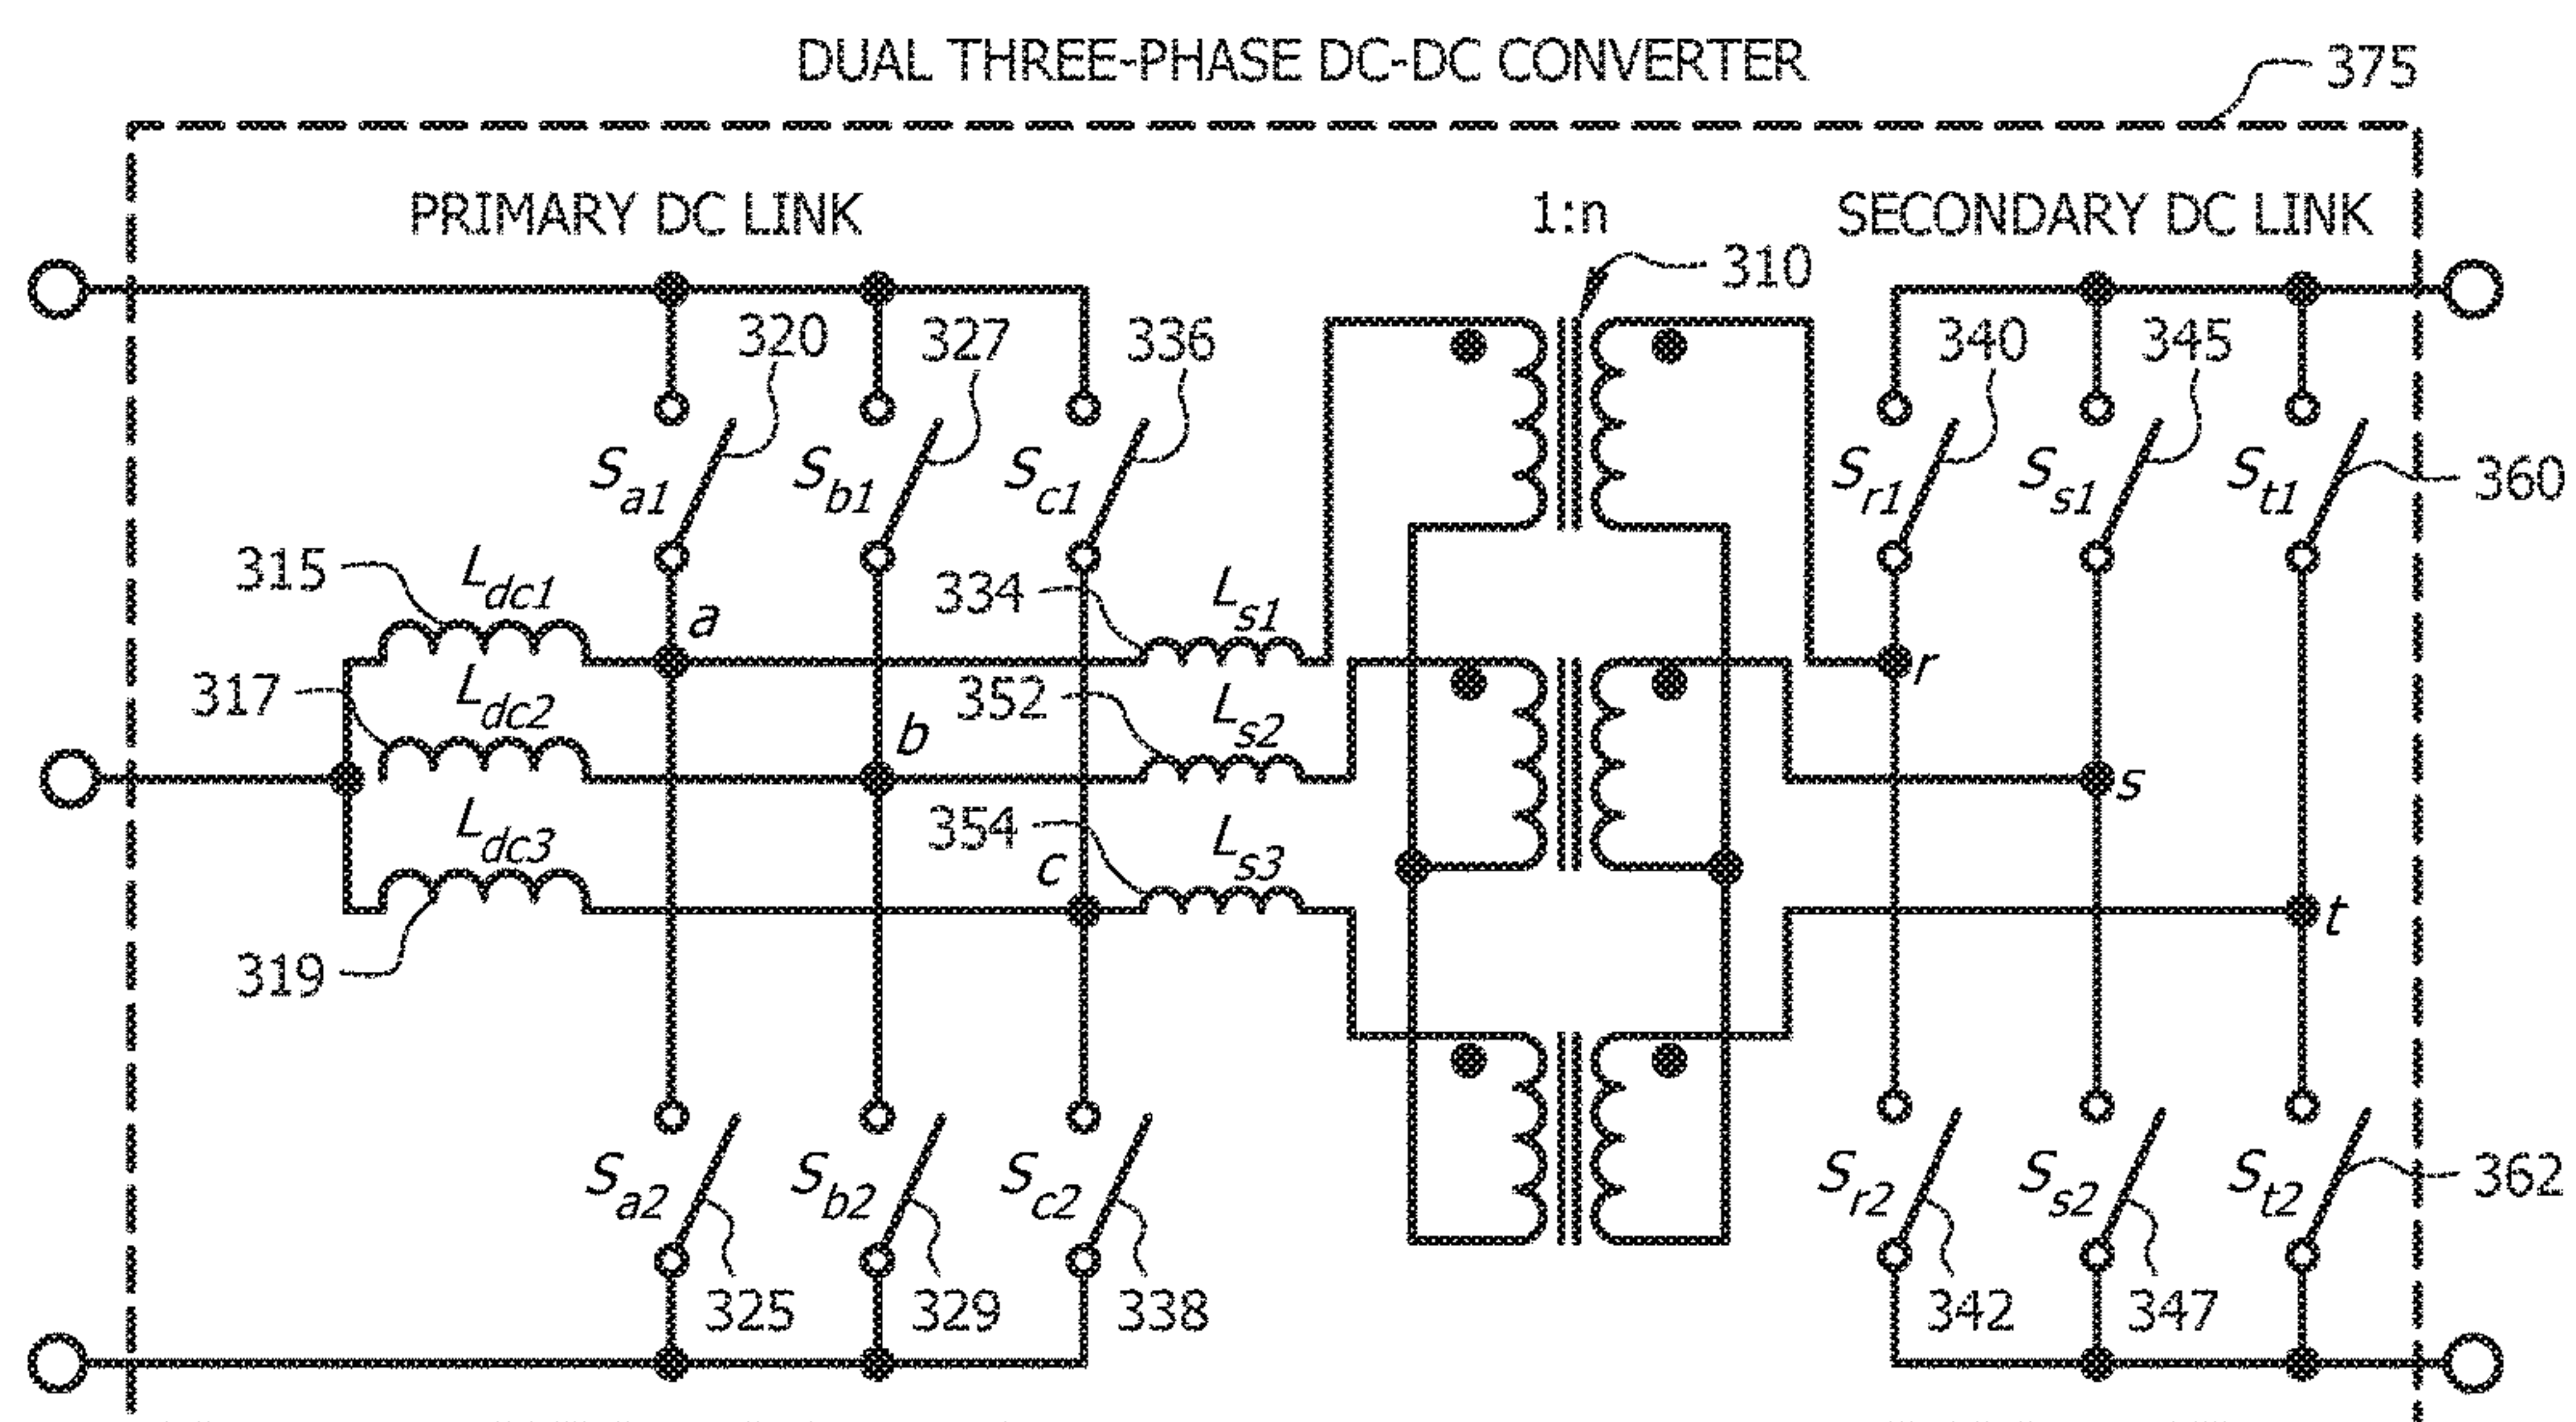 DUAL THREE-PHASE DC-DC CONVERTER
375
PRIMARY DC LINK
1:n
SECONDARY DC LINK
310
320
327
336
340
345
Sa1
Sb1
Sc1
Sr1
Ss1
St1
360
315
Ldc1
a
334
Ls1
r
317
Ldc2
b
352
Ls2
s
Ldc3
c
354
Ls3
t
319
Sa2
Sb2
Sc2
Sr2
Ss2
St2
362
325
329
338
342
347